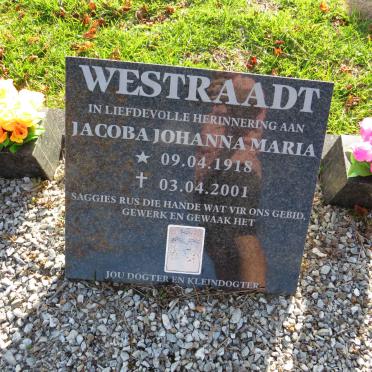 WESTRAADT
IN LIEFDEVOLLE HERINNERING AAN
JACOBA JOHANNA MARIA
★ 09.04.1918
✝ 03.04.2001
SAGGIES RUS DIE HANDE WAT VIR ONS GEBID,
GEWERK EN GEWAAK HET
JOU DOGTER EN KLEINDOGTER